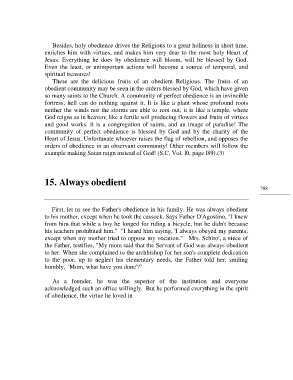 Besides, holy obedience drives the Religious to a great holiness in short time,
enriches him with virtues, and makes him very dear to the most holy Heart of
Jesus. Everything he does by obedience will bloom, will be blessed by God.
Even the least, or unimportant actions will become a source of temporal, and
spiritual treasures!
These are the delicious fruits of an obedient Religious. The fruits of an
obedient community may be seen in the orders blessed by God, which have given
so many saints to the Church. A community of perfect obedience is an invincible
fortress; hell can do nothing against it. It is like a plant whose profound roots
neither the winds nor the storms are able to root out; it is like a temple, where
God reigns as in heaven; like a fertile soil producing flowers and fruits of virtues
and good works. It is a congregation of saints, and an image of paradise! The
community of perfect obedience is blessed by God and by the charity of the
Heart of Jesus. Unfortunate whoever raises the flag of rebellion, and opposes the
orders of obedience in an observant community! Other members will follow the
example making Satan reign instead of God! (S.C. Vol. 10, page 189).(3)
15. Always obedient
788
First, let us see the Father's obedience in his family. He was always obedient
to his mother, except when he took the cassock. Says Father D'Agostino, "I knew
from him that while a boy he longed for riding a bicycle, but he didn't because
his teachers prohibited him." "I heard him saying, 'I always obeyed my parents,
except when my mother tried to oppose my vocation." Mrs. Schiro', a niece of
the Father, testifies, "My mom said that the Servant of God was always obedient
to her. When she complained to the archbishop for her son's complete dedication
to the poor, up to neglect his elementary needs, the Father told her, smiling
humbly, 'Mom, what have you done?'"
As a founder, he was the superior of the institution and everyone
acknowledged such an office willingly. But he performed everything in the spirit
of obedience, the virtue he loved in